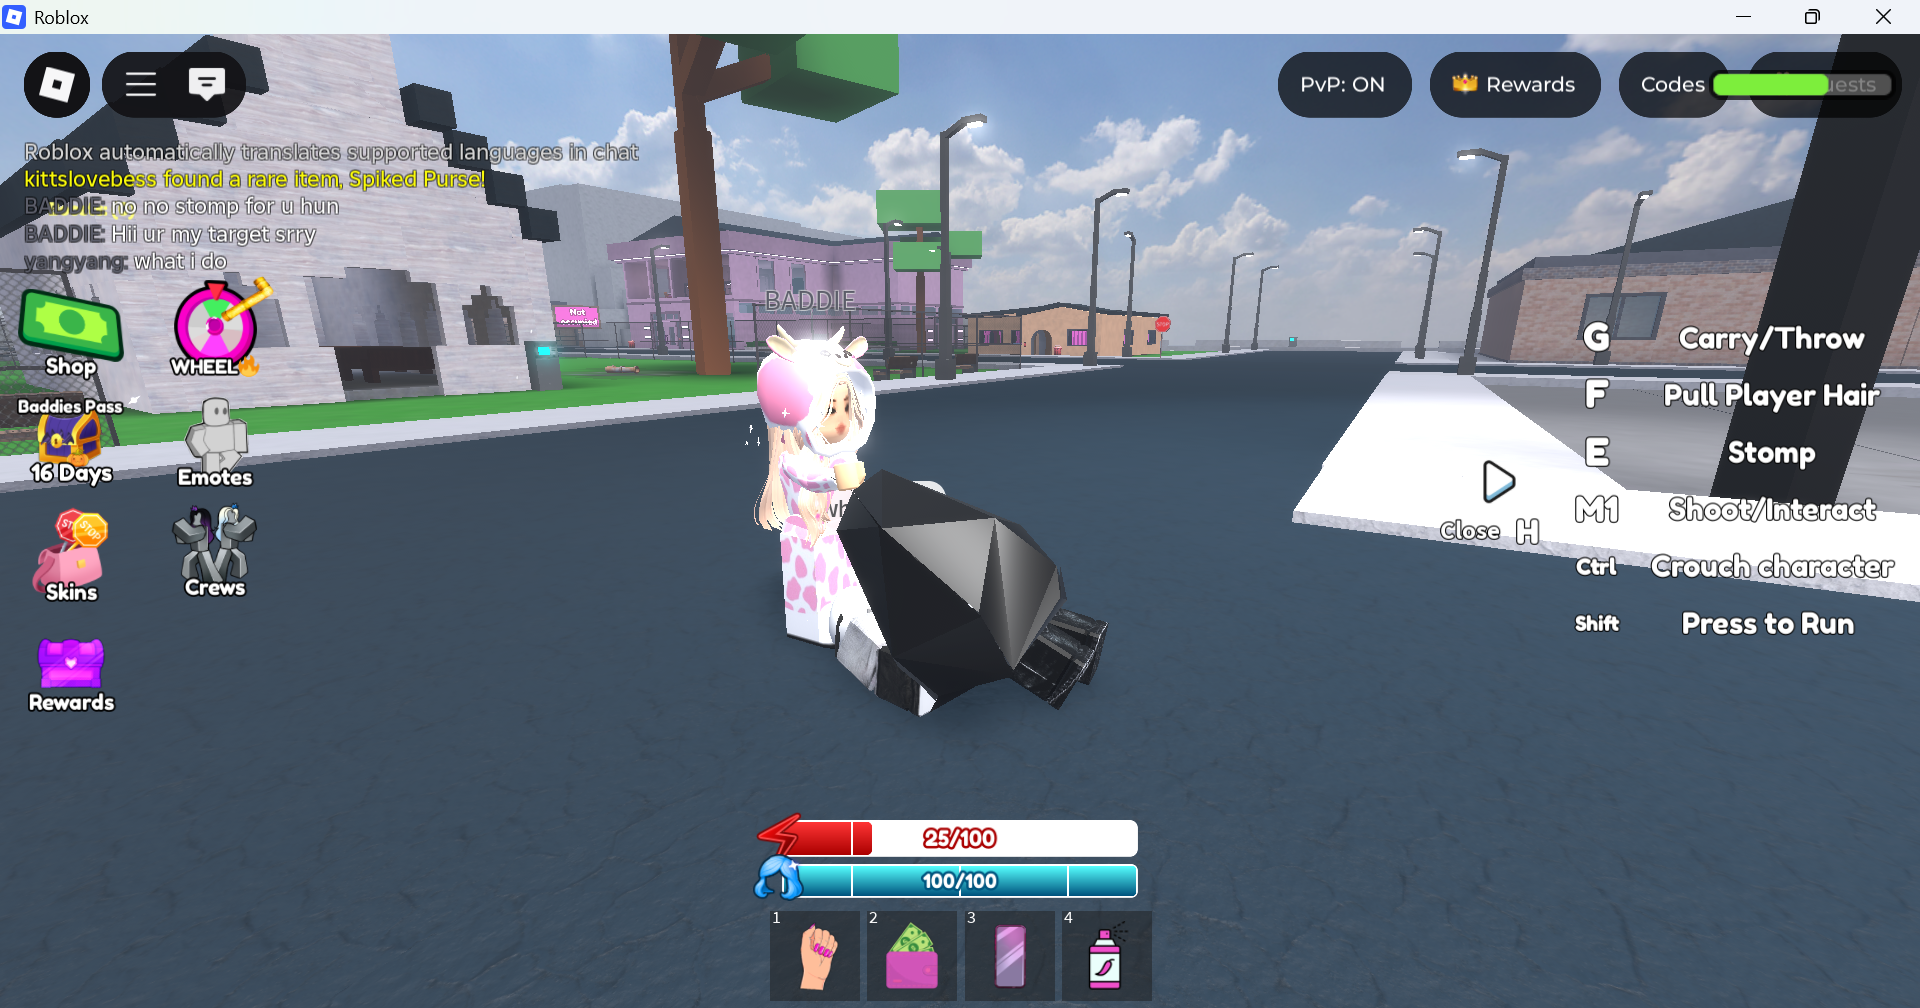 Roblox
PvP: ON
Rewards
Codes
Roblox automatically translates supported languages in chat
kittslovebess found a rare item, Spiked Purse!
BADDIE: no no stomp for u hun
BADDIE: Hii ur my target srry
yangyang: what i do
Shop
WHEEL
Baddies Pass
16 Days
Emotes
Skins
Crews
Rewards
Not
BADDIE
STOP
G Carry/Throw
F Pull Player Hair
E Stomp
M1 Shoot/Interact
Close H
Ctrl Crouch character
Shift Press to Run
25/100
100/100
1
2
3
4